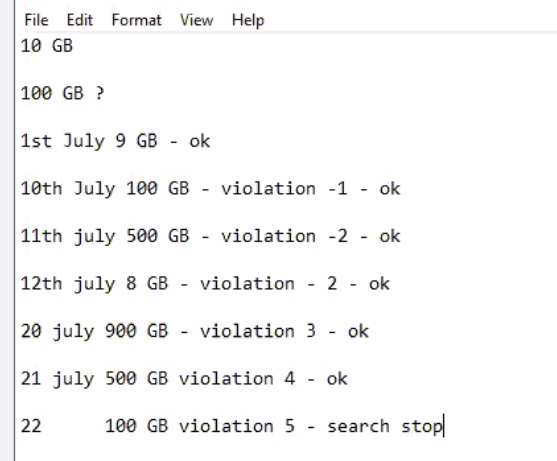 File Edit Format View Help
10 GB
100 GB ?
1st July 9 GB - ok
10th July 100 GB - violation -1 - ok
11th july 500 GB - violation -2 - ok
12th july 8 GB - violation - 2 - ok
20 july 900 GB - violation 3 - ok
21 july 500 GB violation 4 - ok
22 100 GB violation 5 - search stop